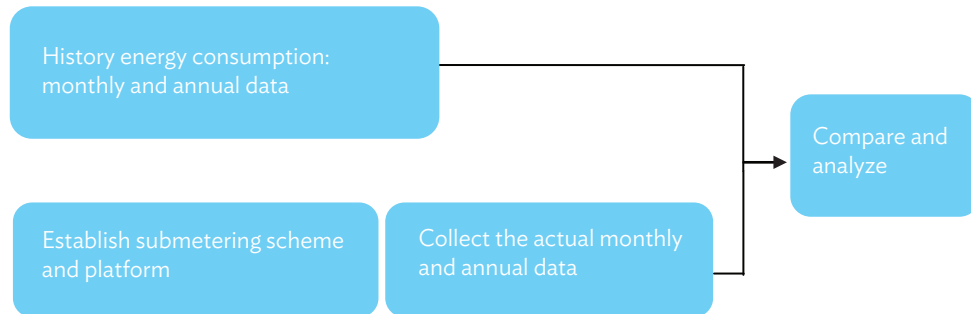 History energy consumption:
monthly and annual data
Compare and
analyze
Establish submetering scheme
and platform
Collect the actual monthly
and annual data